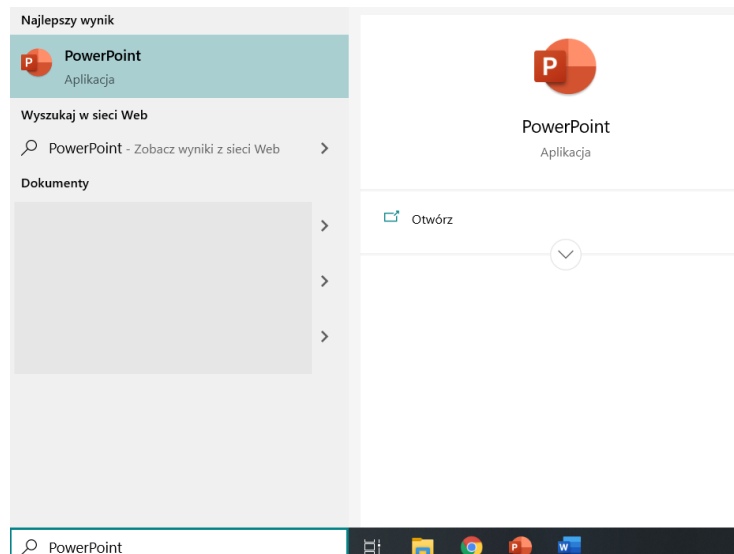 Najlepszy wynik
PowerPoint
Aplikacja
Wyszukaj w sieci Web
PowerPoint - Zobacz wyniki z sieci Web
Dokumenty
PowerPoint
PowerPoint
Aplikacja
Otwórz